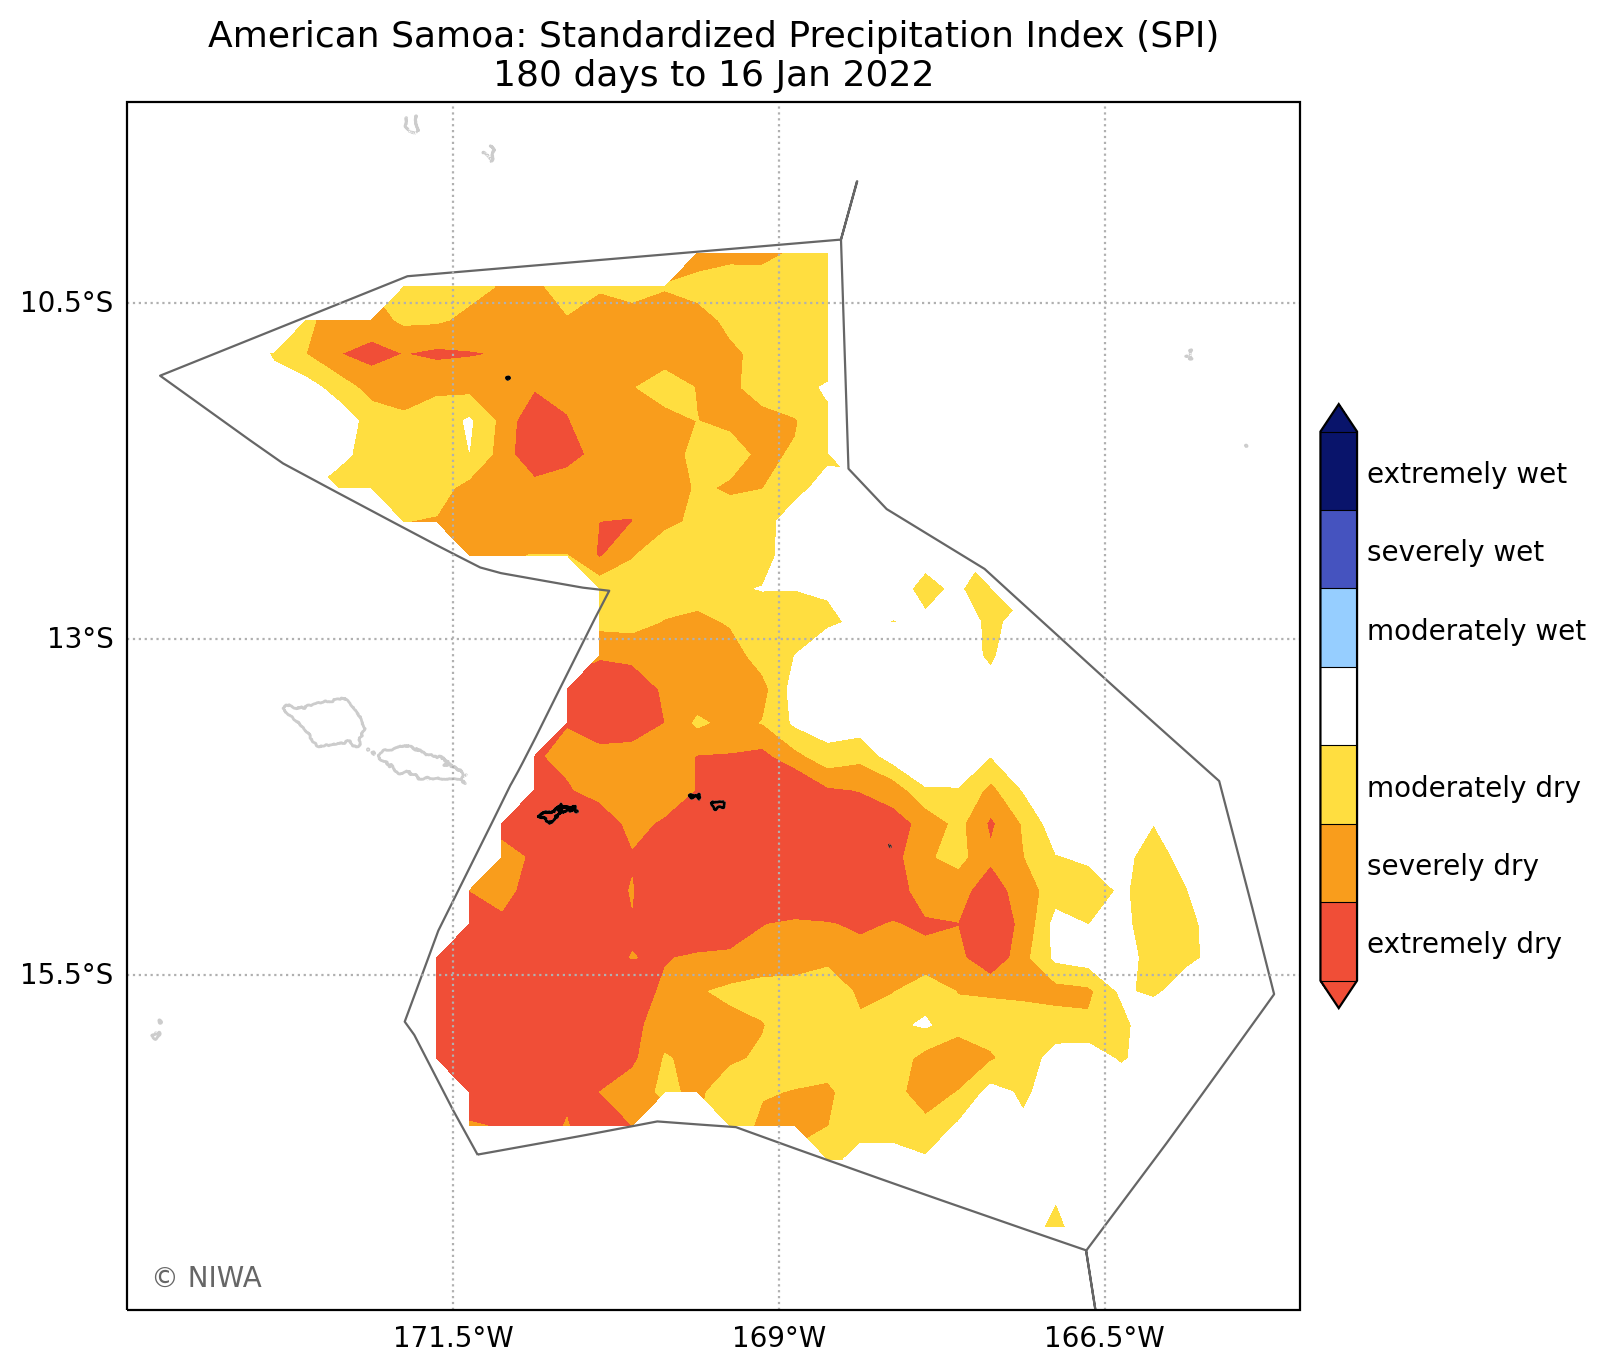 American Samoa: Standardized Precipitation Index (SPI)
180 days to 16 Jan 2022
10.5°S
13°S
15.5°S
171.5°W
169°W
166.5°W
© NIWA
extremely wet
severely wet
moderately wet
moderately dry
severely dry
extremely dry